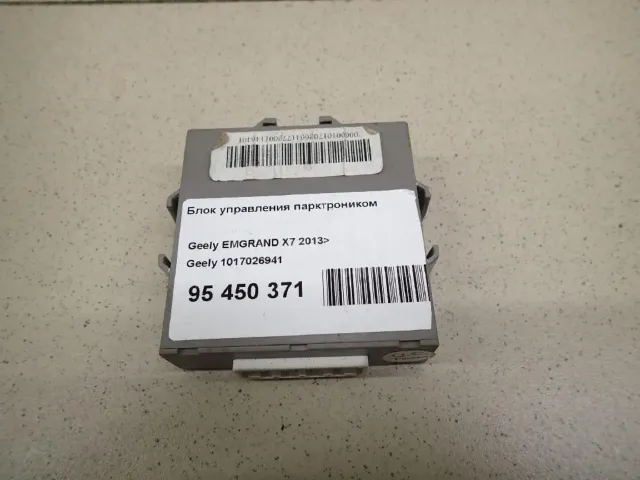 Блок управления парктроником
Geely EMGRAND X7 2013>
Geely 1017026941
95 450 371